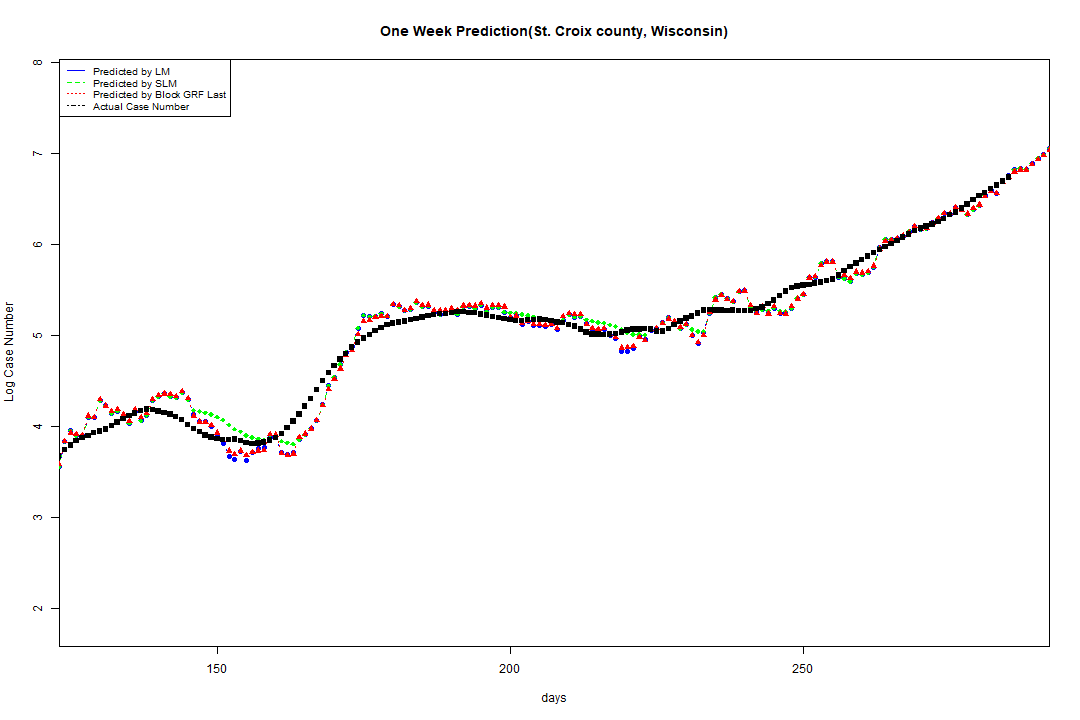 One Week Prediction(St. Croix county, Wisconsin)
Predicted by LM
Predicted by SLM
Predicted by Block GRF Last
Actual Case Number
8
7
6
5
4
3
2
Log Case Number
150 200 250
days